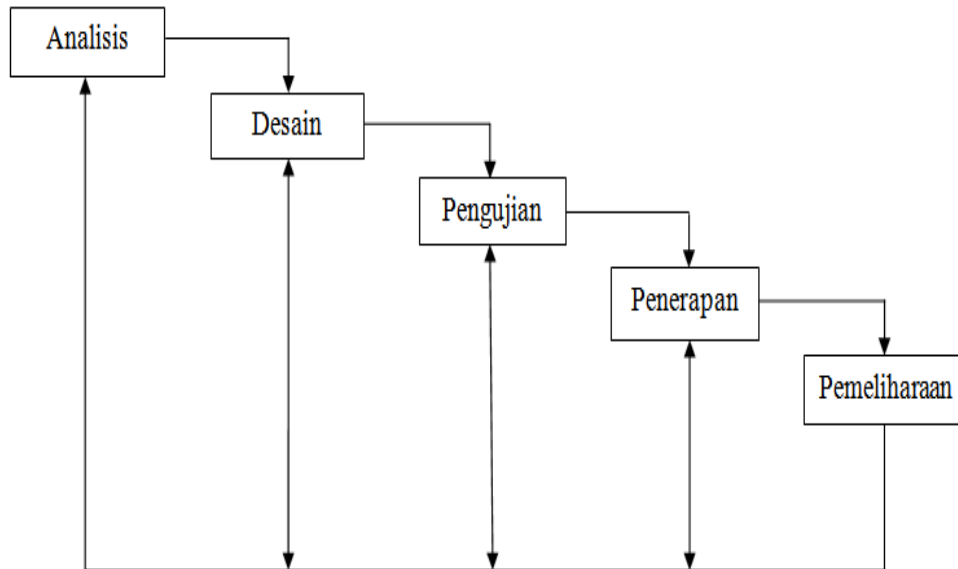 Analisis
Desain
Pengujian
Penerapan
Pemeliharaan